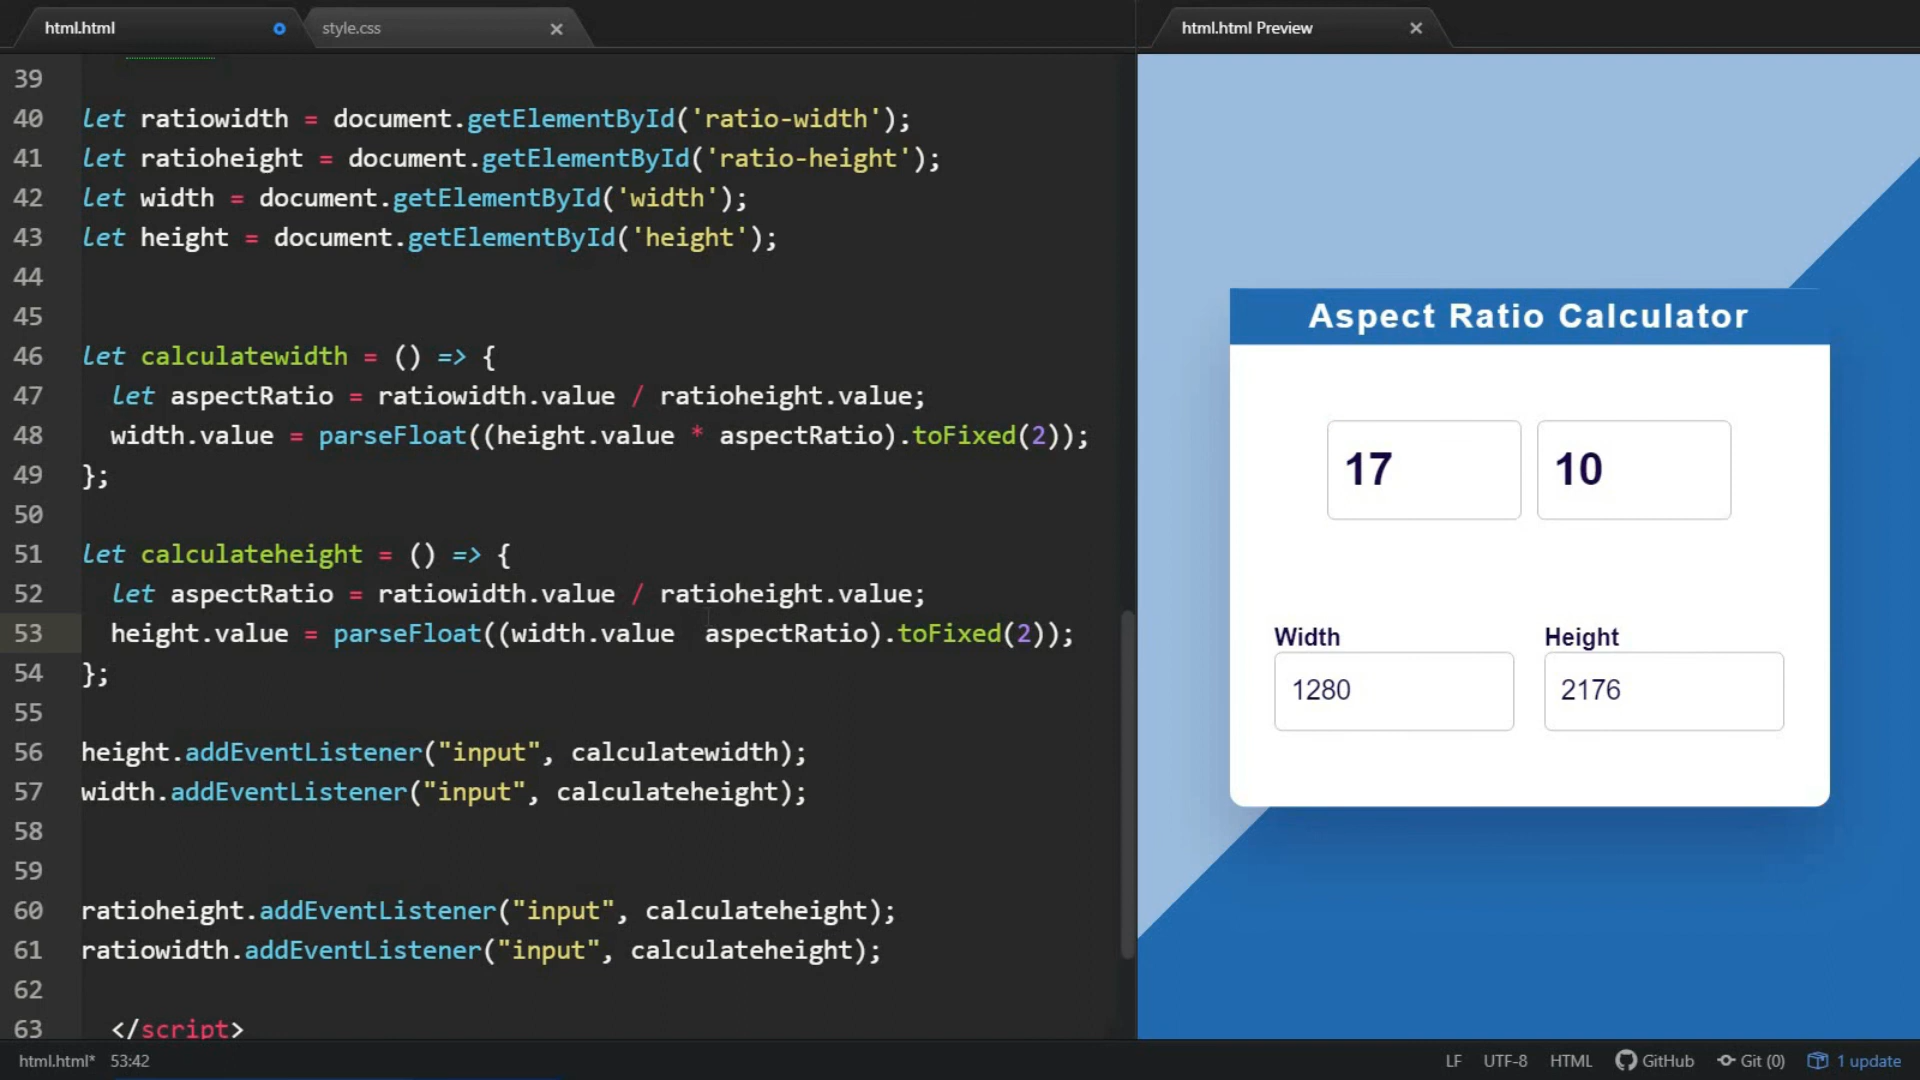 html.html
style.css
html.html Preview
39
40 let ratiowidth = document.getElementById('ratio-width');
41 let ratioheight = document.getElementById('ratio-height');
42 let width = document.getElementById('width');
43 let height = document.getElementById('height');
44
45
46 let calculatewidth = () => {
47 let aspectRatio = ratiowidth.value / ratioheight.value;
48 width.value = parseFloat((height.value * aspectRatio).toFixed(2));
49 };
50
51 let calculateheight = () => {
52 let aspectRatio = ratiowidth.value / ratioheight.value;
53 height.value = parseFloat((width.value  aspectRatio).toFixed(2));
54 };
55
56 height.addEventListener("input", calculatewidth);
57 width.addEventListener("input", calculateheight);
58
59
60 ratioheight.addEventListener("input", calculateheight);
61 ratiowidth.addEventListener("input", calculateheight);
62
63 </script>
Aspect Ratio Calculator
17 10
Width Height
1280 2176
html.html* 53:42 LF UTF-8 HTML GitHub Git (0) 1 update